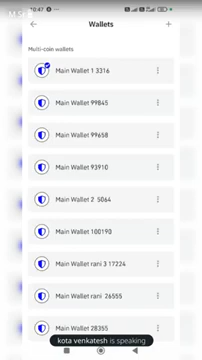 10:47
Wallets
Multi-coin wallets
Main Wallet 1 3316
Main Wallet 99845
Main Wallet 99658
Main Wallet 93910
Main Wallet 2  5064
Main Wallet 100190
Main Wallet rani 3 17224
Main Wallet rani  26555
Main Wallet 28355
kota venkatesh is speaking